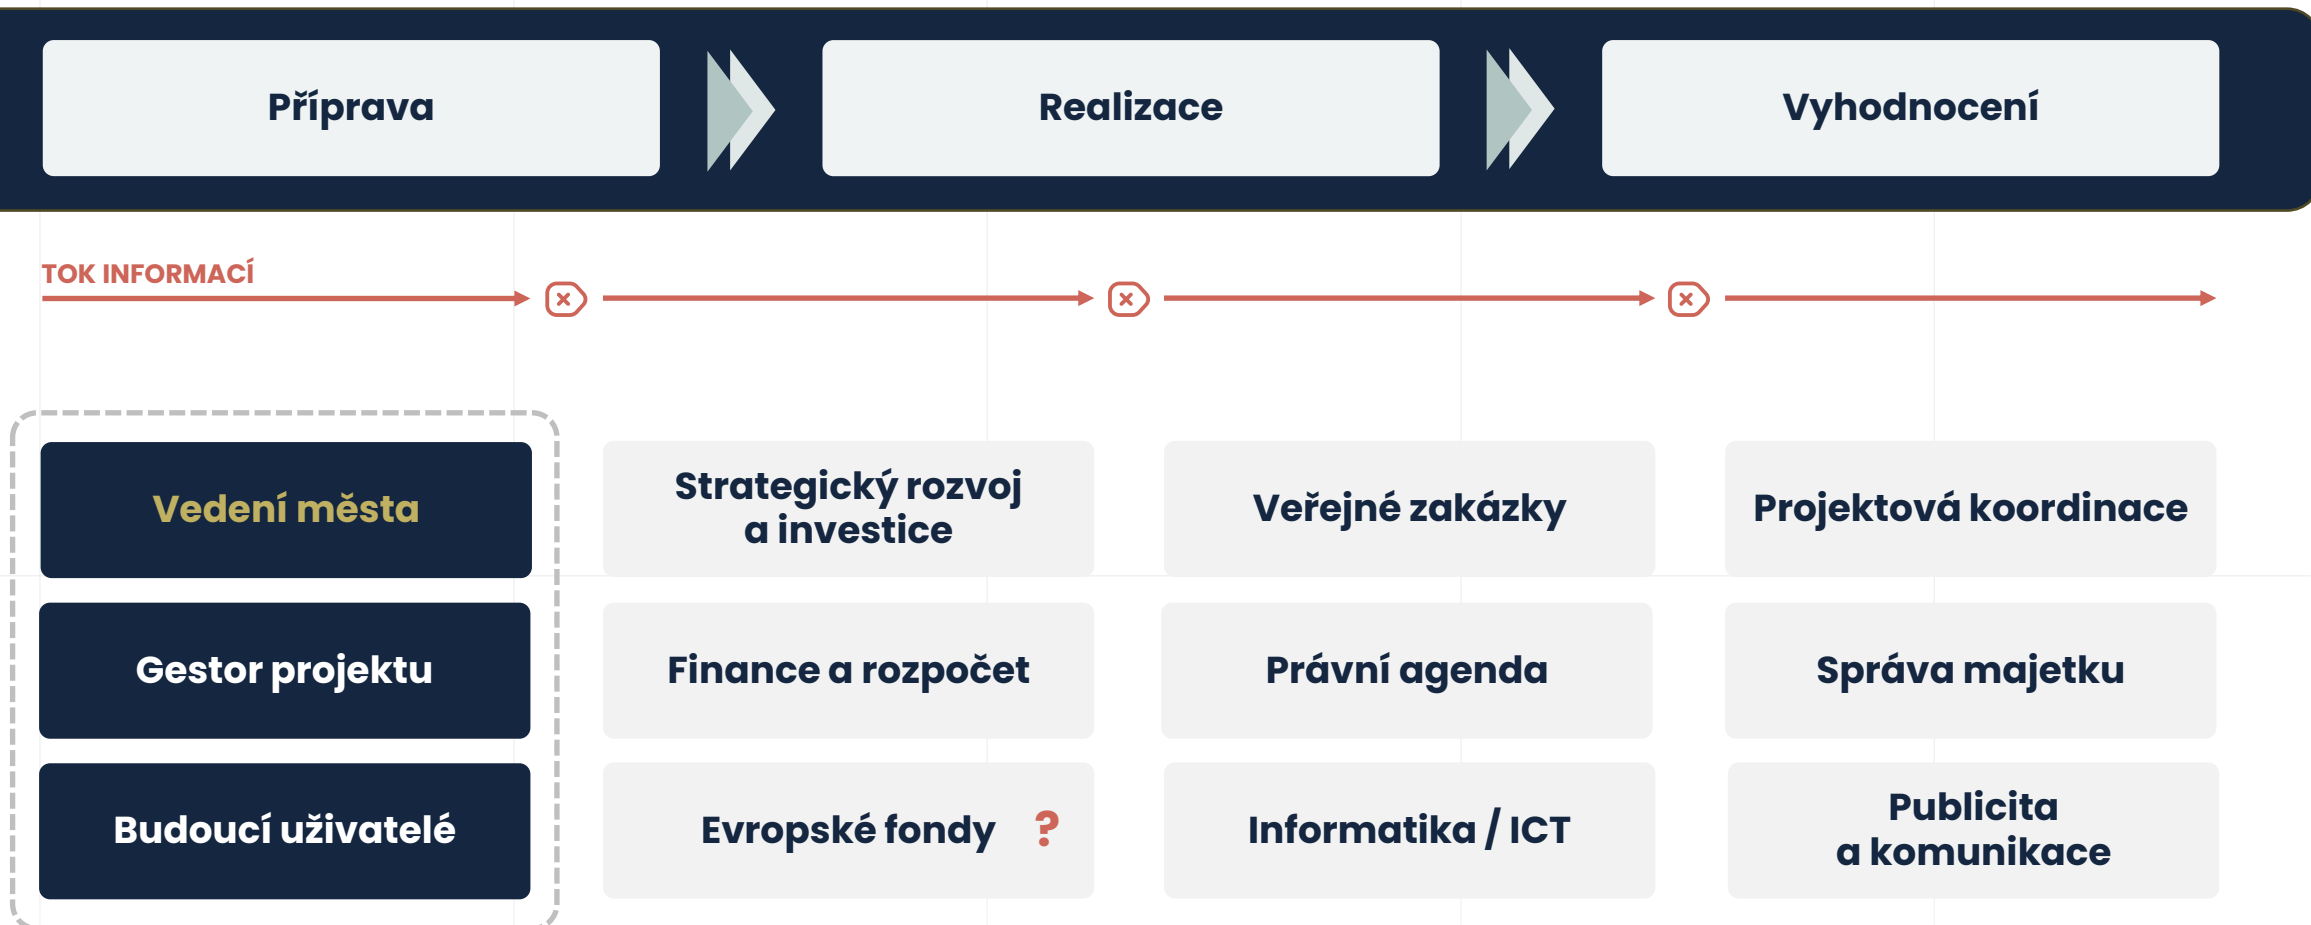 Příprava
Realizace
Vyhodnocení
TOK INFORMACÍ
Vedení města
Strategický rozvoj
a investice
Veřejné zakázky
Projektová koordinace
Gestor projektu
Finance a rozpočet
Právní agenda
Správa majetku
Budoucí uživatelé
Evropské fondy ?
Informatika / ICT
Publicita
a komunikace